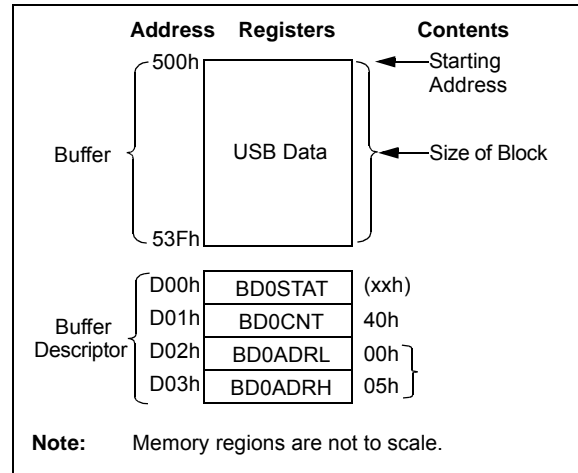 Address Registers Contents
500h Starting
Address
Buffer USB Data Size of Block
53Fh
D00h BD0STAT (xxh)
Buffer
Descriptor
D01h BD0CNT 40h
D02h BD0ADRL 00h
D03h BD0ADRH 05h
Note: Memory regions are not to scale.